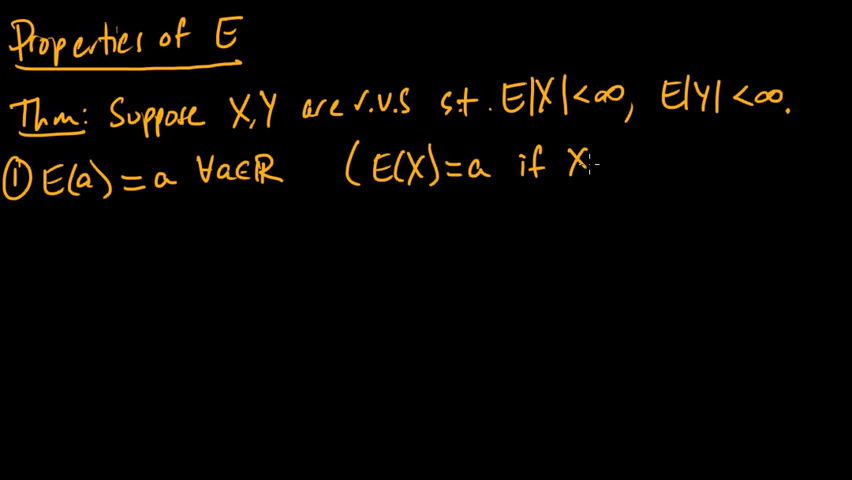 Properties of E
Thm: Suppose X,Y are r.v.s s.t. E|X|<∞, E|Y|<∞.
① E(a)=a ∀a∈ℝ (E(X)=a if X